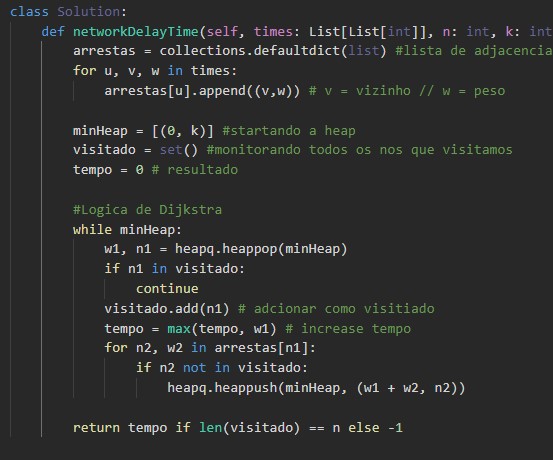 class Solution:
    def networkDelayTime(self, times: List[List[int]], n: int, k: int
        arrestas = collections.defaultdict(list) #lista de adjacencia
        for u, v, w in times:
            arrestas[u].append((v,w)) # v = vizinho // w = peso
        minHeap = [(0, k)] #startando a heap
        visitado = set() #monitorando todos os nos que visitamos
        tempo = 0 # resultado
        #Logica de Dijkstra
        while minHeap:
            w1, n1 = heapq.heappop(minHeap)
            if n1 in visitado:
                continue
            visitado.add(n1) # adcionar como visitiado
            tempo = max(tempo, w1) # increase tempo
            for n2, w2 in arrestas[n1]:
                if n2 not in visitado:
                    heapq.heappush(minHeap, (w1 + w2, n2))
        return tempo if len(visitado) == n else -1